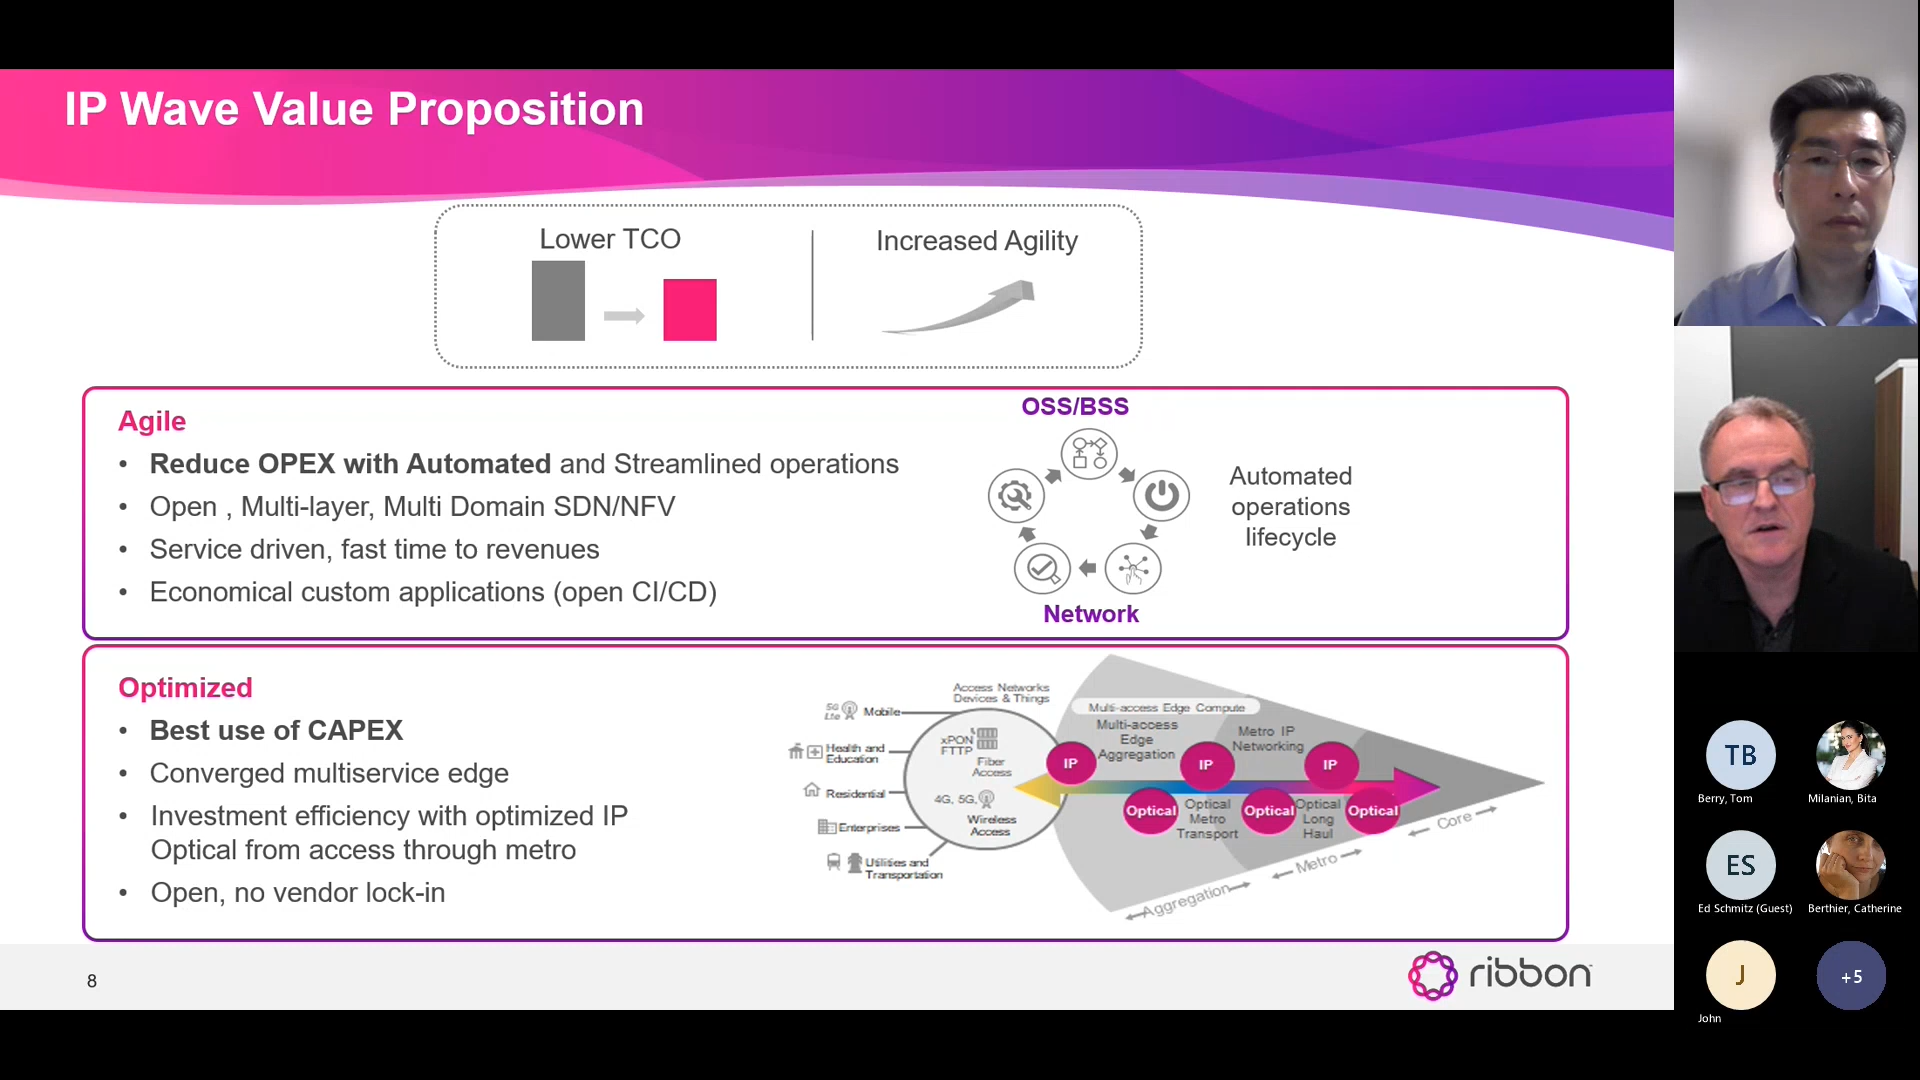 IP Wave Value Proposition
Lower TCO
Increased Agility
Agile
• Reduce OPEX with Automated and Streamlined operations
• Open , Multi-layer, Multi Domain SDN/NFV
• Service driven, fast time to revenues
• Economical custom applications (open CI/CD)
OSS/BSS
Network
Automated
operations
lifecycle
Optimized
• Best use of CAPEX
• Converged multiservice edge
• Investment efficiency with optimized IP
Optical from access through metro
• Open, no vendor lock-in
Access Networks
Devices & Things
5G
Lte
Mobile
Health and
Education
Residential
Enterprises
Utilities and
Transportation
xPON
FTTP
Fiber
Access
4G, 5G,
Wireless
Access
Multi-access Edge Compute
Multi-access
Edge
Aggregation
Metro IP
Networking
IP
IP
IP
Optical
Optical
Metro
Transport
Optical
Optical
Long
Haul
Optical
Aggregation
Metro
Core
8
ribbon
TB
Berry, Tom
Milanian, Bita
ES
Ed Schmitz (Guest)
Berthier, Catherine
J
John
+5